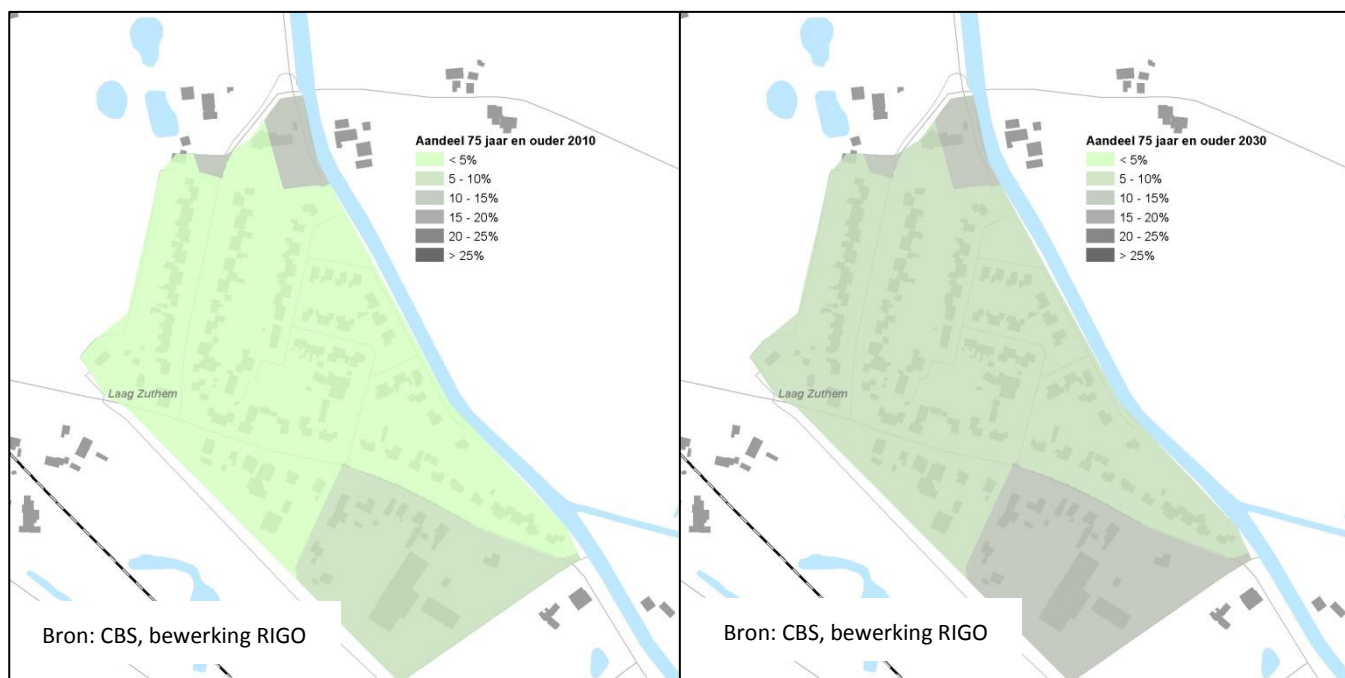 Aandeel 75 jaar en ouder 2010
< 5%
5 - 10%
10 - 15%
15 - 20%
20 - 25%
> 25%
Laag Zuthem
Bron: CBS, bewerking RIGO
Aandeel 75 jaar en ouder 2030
< 5%
5 - 10%
10 - 15%
15 - 20%
20 - 25%
> 25%
Laag Zuthem
Bron: CBS, bewerking RIGO